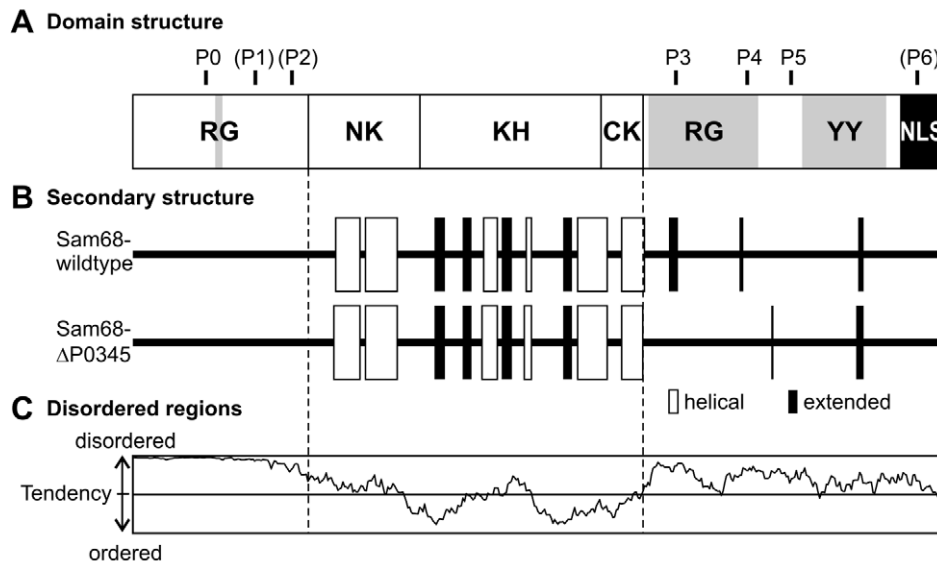 A Domain structure
P0 (P1) (P2) P3 P4 P5 (P6)
RG NK KH CK RG YY NLS
B Secondary structure
Sam68-
wildtype
Sam68-
ΔP0345
helical extended
C Disordered regions
disordered
Tendency
ordered